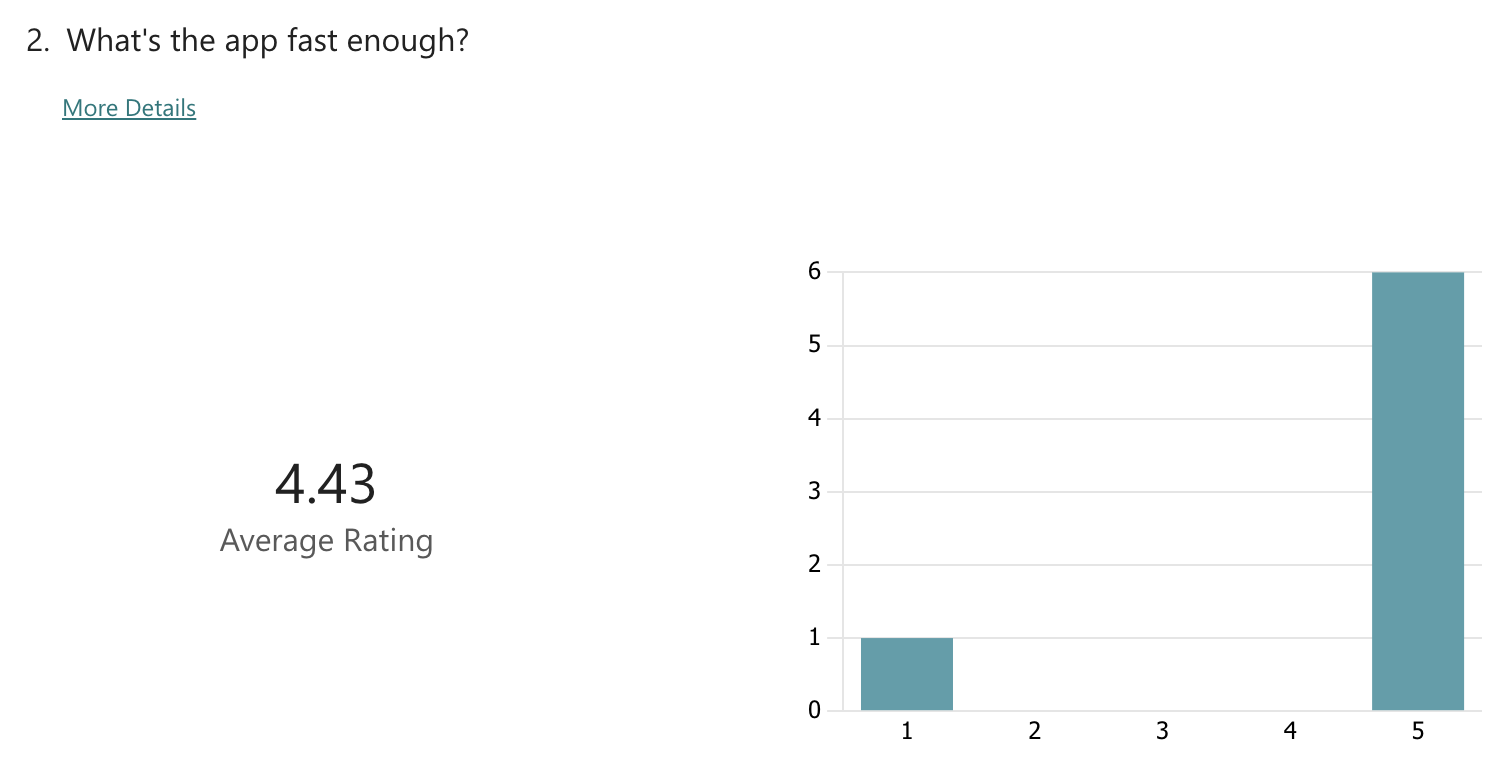 2. What's the app fast enough?
More Details
4.43
Average Rating
6
5
4
3
2
1
0
1 2 3 4 5